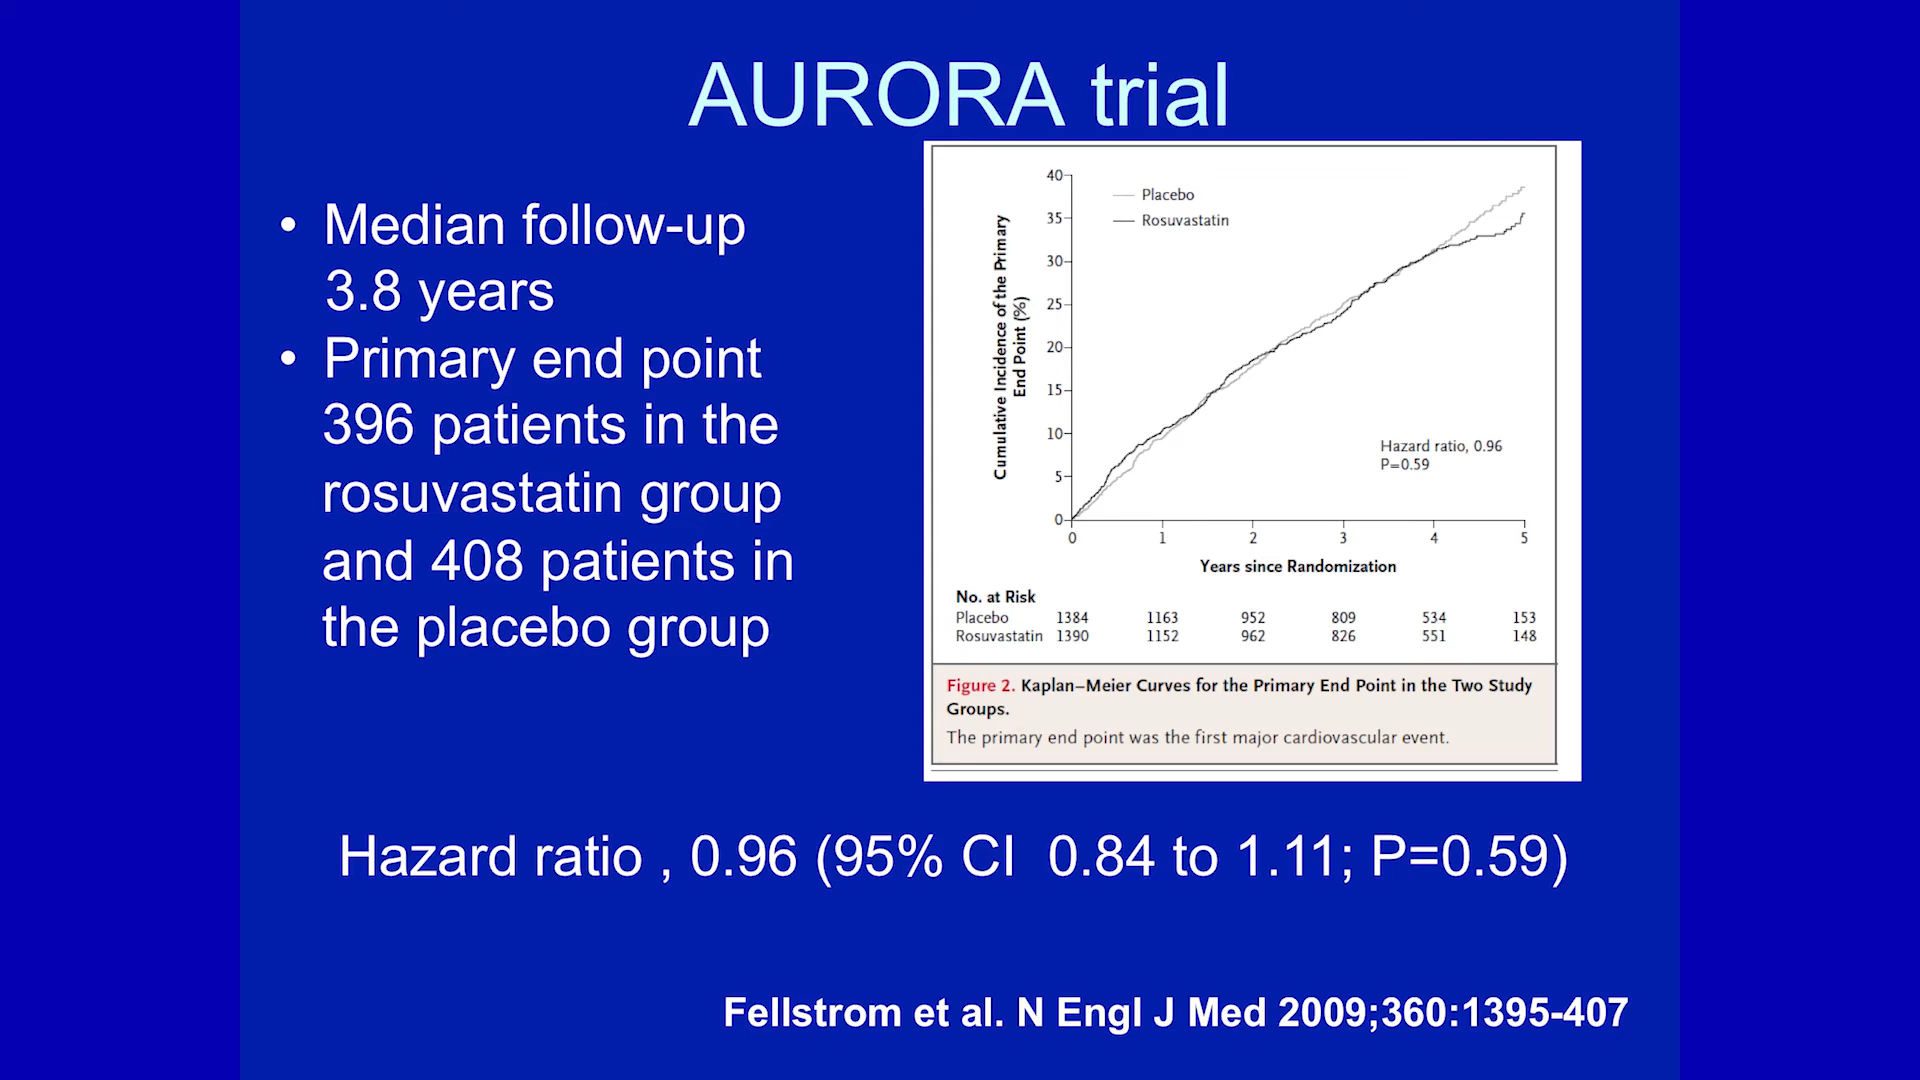 AURORA trial
• Median follow-up
3.8 years
• Primary end point
396 patients in the
rosuvastatin group
and 408 patients in
the placebo group
Cumulative Incidence of the Primary
End Point (%)
40
35
30
25
20
15
10
5
0
Placebo
Rosuvastatin
Hazard ratio, 0.96
P=0.59
0 1 2 3 4 5
Years since Randomization
No. at Risk
Placebo 1384 1163 952 809 534 153
Rosuvastatin 1390 1152 962 826 551 148
Figure 2. Kaplan–Meier Curves for the Primary End Point in the Two Study
Groups.
The primary end point was the first major cardiovascular event.
Hazard ratio , 0.96 (95% CI 0.84 to 1.11; P=0.59)
Fellstrom et al. N Engl J Med 2009;360:1395-407